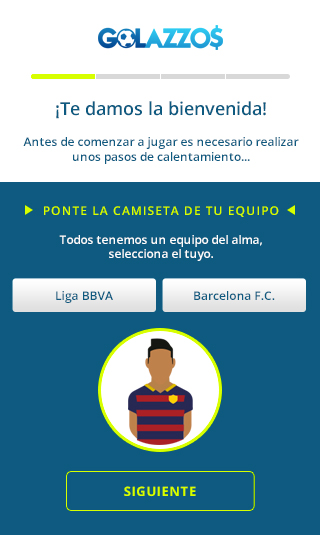 GOLAZZO$
¡Te damos la bienvenida!
Antes de comenzar a jugar es necesario realizar
unos pasos de calentamiento...
PONTE LA CAMISETA DE TU EQUIPO
Todos tenemos un equipo del alma,
selecciona el tuyo.
Liga BBVA
Barcelona F.C.
SIGUIENTE